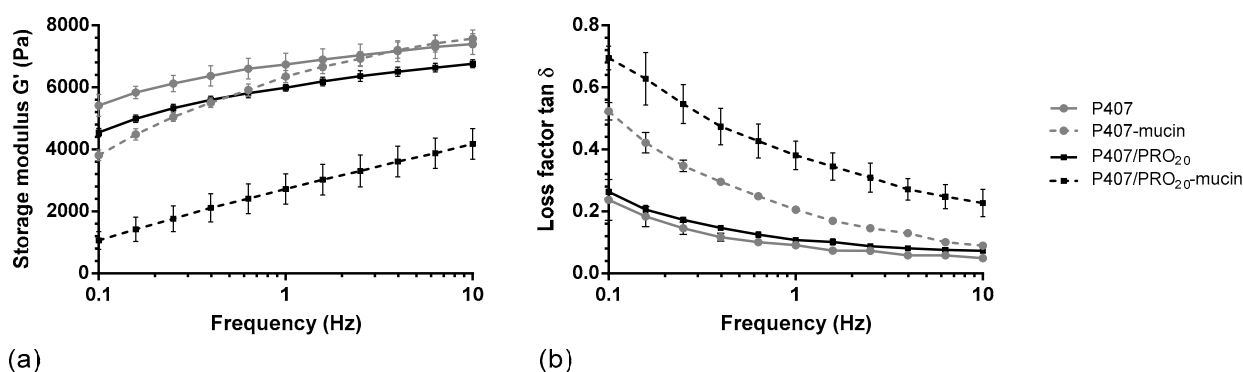 8000
6000
4000
2000
0
Storage modulus G' (Pa)
0.1 1 10
Frequency (Hz)
(a)
0.8
0.6
0.4
0.2
0.0
Loss factor tan δ
0.1 1 10
Frequency (Hz)
(b)
P407
P407-mucin
P407/PRO₂₀
P407/PRO₂₀-mucin